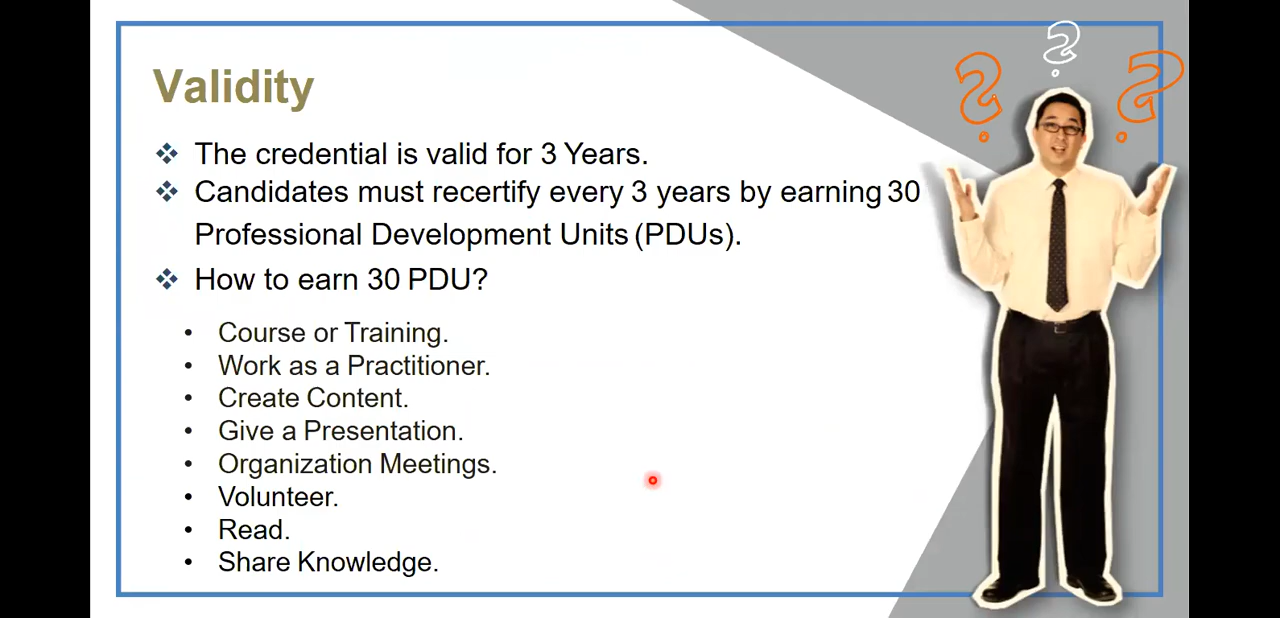 Validity
The credential is valid for 3 Years.
Candidates must recertify every 3 years by earning 30
Professional Development Units (PDUs).
How to earn 30 PDU?
Course or Training.
Work as a Practitioner.
Create Content.
Give a Presentation.
Organization Meetings.
Volunteer.
Read.
Share Knowledge.
? ? ?